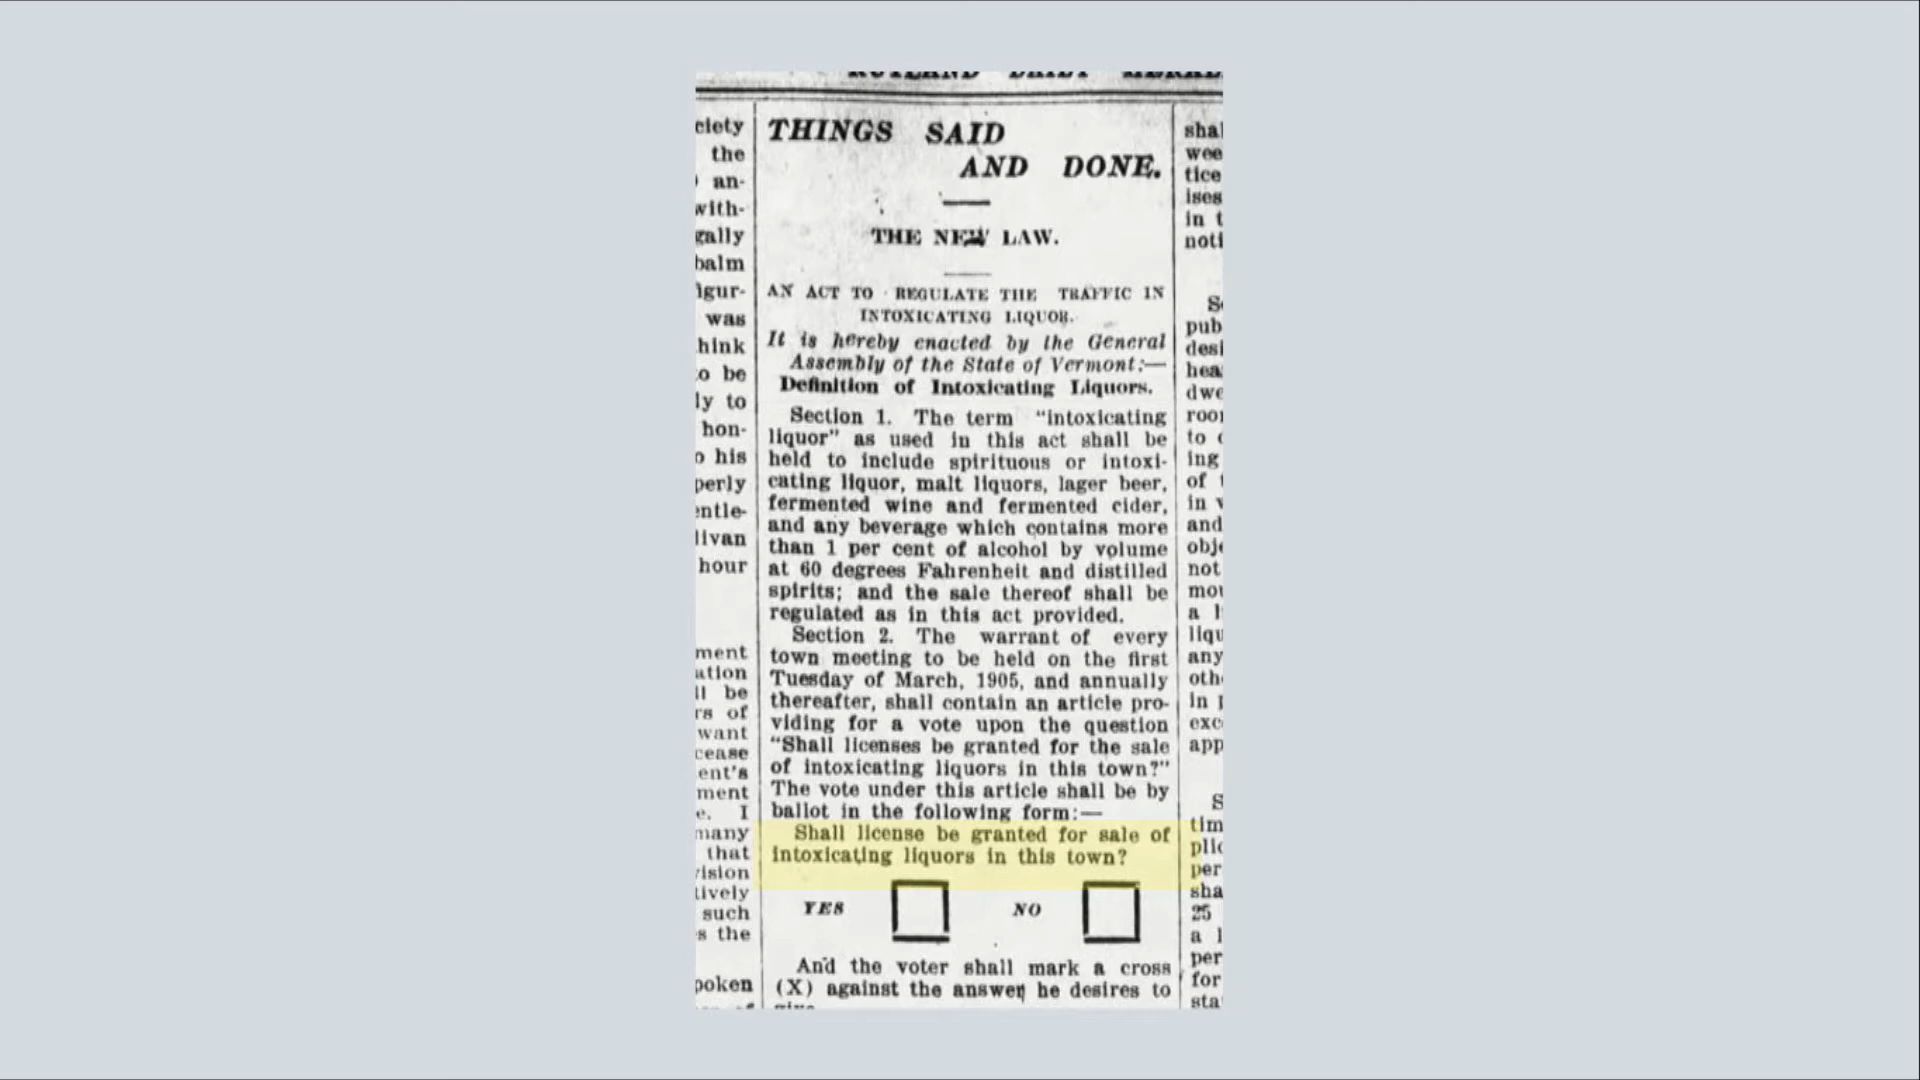 RUTLAND DAILY HERAL
ciety
the
an-
with-
gally
balm
igur-
was
hink
o be
ly to
hon-
o his
perly
entle-
livan
hour
ment
ation
ll be
rs of
want
cease
ent's
ment
e. I
many
that
vision
tively
such
s the
poken
THINGS SAID
AND DONE.
THE NEW LAW.
AN ACT TO REGULATE THE TRAFFIC IN
INTOXICATING LIQUOR.
It is hereby enacted by the General
Assembly of the State of Vermont:—
Definition of Intoxicating Liquors.
Section 1. The term "intoxicating
liquor" as used in this act shall be
held to include spirituous or intoxi-
cating liquor, malt liquors, lager beer,
fermented wine and fermented cider,
and any beverage which contains more
than 1 per cent of alcohol by volume
at 60 degrees Fahrenheit and distilled
spirits; and the sale thereof shall be
regulated as in this act provided.
Section 2. The warrant of every
town meeting to be held on the first
Tuesday of March, 1905, and annually
thereafter, shall contain an article pro-
viding for a vote upon the question
"Shall licenses be granted for the sale
of intoxicating liquors in this town?"
The vote under this article shall be by
ballot in the following form:—
Shall license be granted for sale of
intoxicating liquors in this town?
YES NO
And the voter shall mark a cross
(X) against the answer he desires to
give.
shal
wee
tice
ises
in t
noti
S
pub
desi
hea
dwe
roo
to
ing
of
in
and
obj
not
mo
a l
liqu
any
oth
in
exc
app
S
tim
plic
per
sha
25
a l
per
for
sta